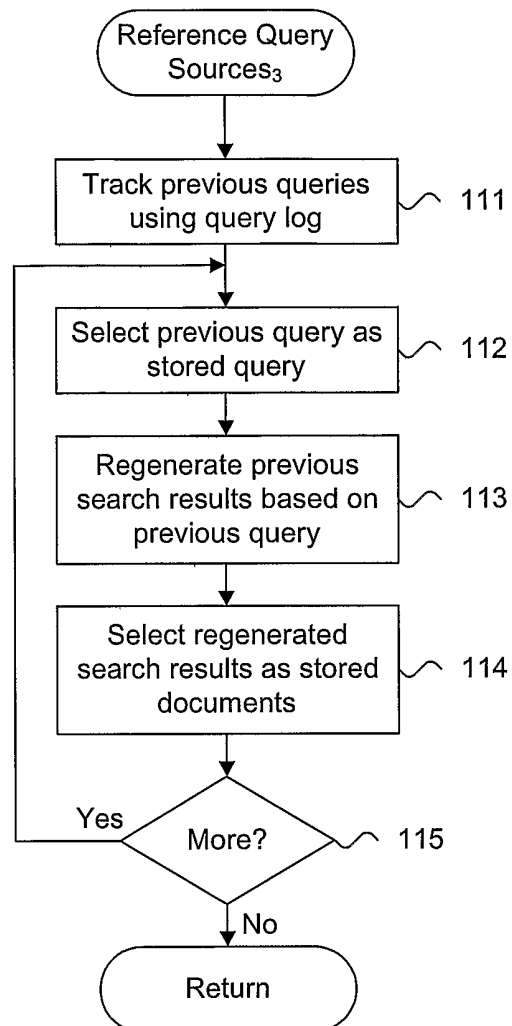 Reference Query
Sources₃
Track previous queries
using query log
111
Select previous query as
stored query
112
Regenerate previous
search results based on
previous query
113
Select regenerated
search results as stored
documents
114
Yes
More?
115
No
Return